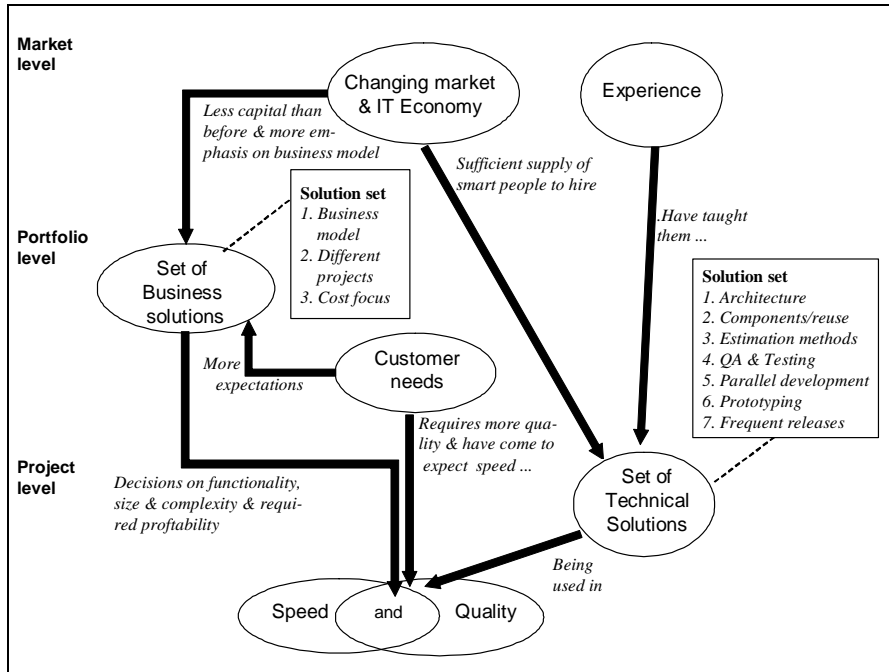 Market
level
Changing market
& IT Economy
Experience
Less capital than
before & more em-
phasis on business model
Sufficient supply of
smart people to hire
.Have taught
them ...
Solution set
1. Business
model
2. Different
projects
3. Cost focus
Portfolio
level
Set of
Business
solutions
Solution set
1. Architecture
2. Components/reuse
3. Estimation methods
4. QA & Testing
5. Parallel development
6. Prototyping
7. Frequent releases
More
expectations
Customer
needs
Requires more qua-
lity & have come to
expect speed ...
Project
level
Decisions on functionality,
size & complexity & requi-
red proftability
Set of
Technical
Solutions
Being
used in
Speed and Quality